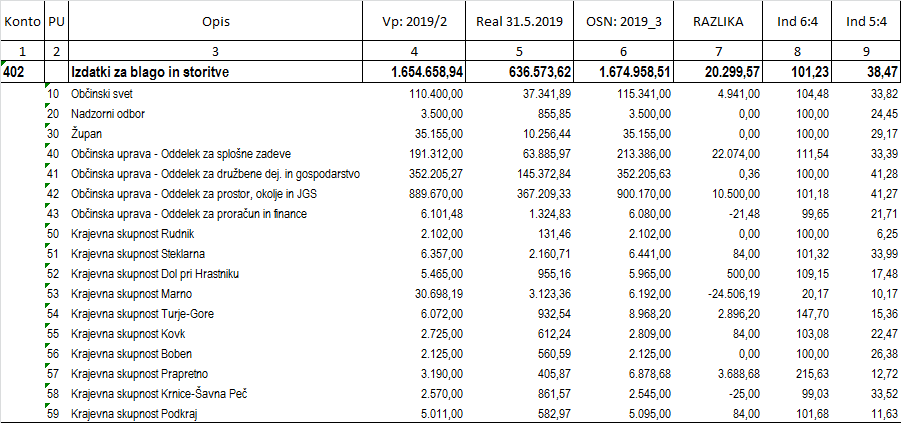 Konto PU Opis Vp: 2019/2 Real 31.5.2019 OSN: 2019_3 RAZLIKA Ind 6:4 Ind 5:4
1 2 3 4 5 6 7 8 9
402 Izdatki za blago in storitve 1.654.658,94 636.573,62 1.674.958,51 20.299,57 101,23 38,47
10 Občinski svet 110.400,00 37.341,89 115.341,00 4.941,00 104,48 33,82
20 Nadzorni odbor 3.500,00 855,85 3.500,00 0,00 100,00 24,45
30 Župan 35.155,00 10.256,44 35.155,00 0,00 100,00 29,17
40 Občinska uprava - Oddelek za splošne zadeve 191.312,00 63.885,97 213.386,00 22.074,00 111,54 33,39
41 Občinska uprava - Oddelek za družbene dej. in gospodarstvo 352.205,27 145.372,84 352.205,63 0,36 100,00 41,28
42 Občinska uprava - Oddelek za prostor, okolje in JGS 889.670,00 367.209,33 900.170,00 10.500,00 101,18 41,27
43 Občinska uprava - Oddelek za proračun in finance 6.101,48 1.324,83 6.080,00 -21,48 99,65 21,71
50 Krajevna skupnost Rudnik 2.102,00 131,46 2.102,00 0,00 100,00 6,25
51 Krajevna skupnost Steklarna 6.357,00 2.160,71 6.441,00 84,00 101,32 33,99
52 Krajevna skupnost Dol pri Hrastniku 5.465,00 955,16 5.965,00 500,00 109,15 17,48
53 Krajevna skupnost Marno 30.698,19 3.123,36 6.192,00 -24.506,19 20,17 10,17
54 Krajevna skupnost Turje-Gore 6.072,00 932,54 8.968,20 2.896,20 147,70 15,36
55 Krajevna skupnost Kovk 2.725,00 612,24 2.809,00 84,00 103,08 22,47
56 Krajevna skupnost Boben 2.125,00 560,59 2.125,00 0,00 100,00 26,38
57 Krajevna skupnost Prapretno 3.190,00 405,87 6.878,68 3.688,68 215,63 12,72
58 Krajevna skupnost Krnice-Šavna Peč 2.570,00 861,57 2.545,00 -25,00 99,03 33,52
59 Krajevna skupnost Podkraj 5.011,00 582,97 5.095,00 84,00 101,68 11,63